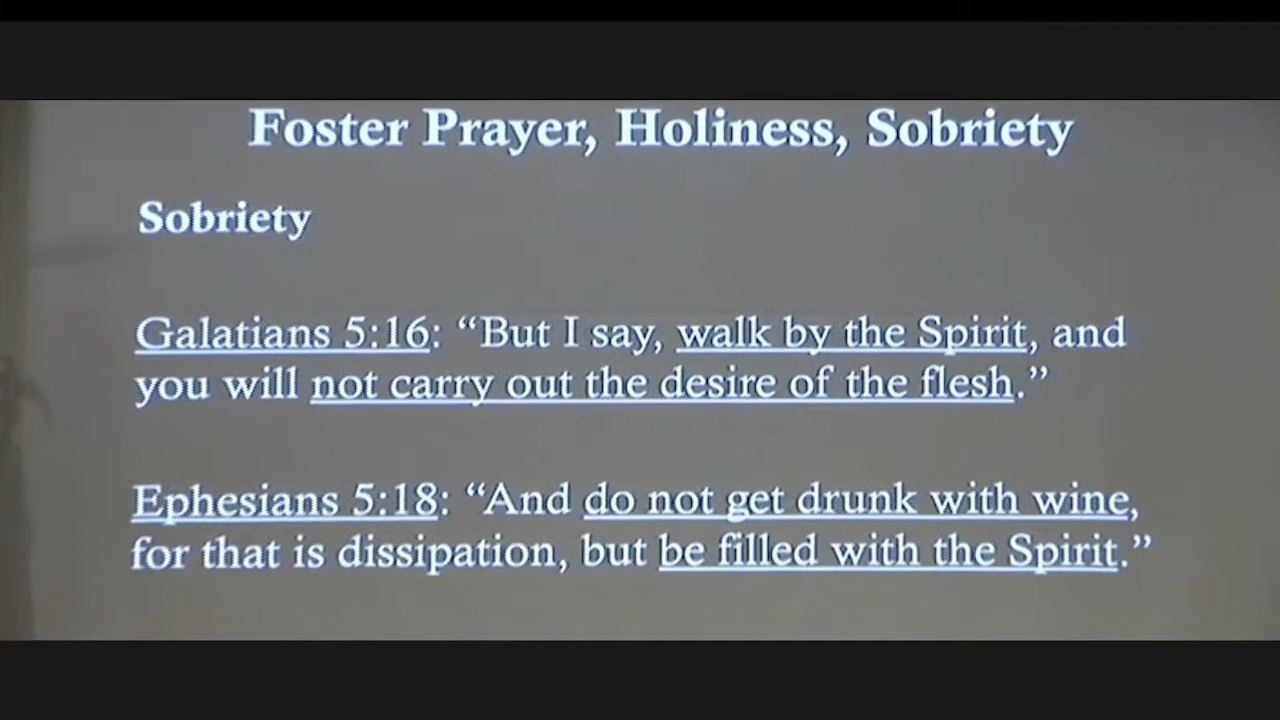 Foster Prayer, Holiness, Sobriety
Sobriety
Galatians 5:16: “But I say, walk by the Spirit, and
you will not carry out the desire of the flesh.”
Ephesians 5:18: “And do not get drunk with wine,
for that is dissipation, but be filled with the Spirit.”